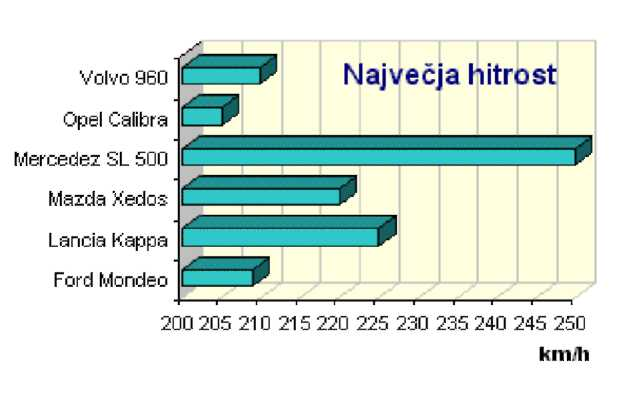 Največja hitrost
Volvo 960
Opel Calibra
Mercedez SL 500
Mazda Xedos
Lancia Kappa
Ford Mondeo
200 205 210 215 220 225 230 235 240 245 250
km/h